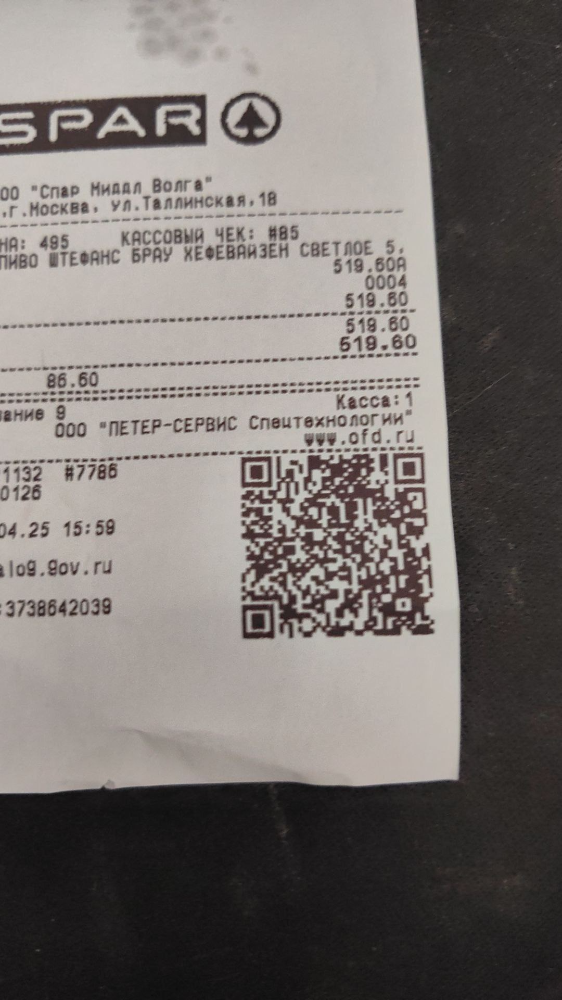 SPAR
ОО "Спар Миддл Волга"
,г.Москва, ул.Таллинская,18
НА: 495 КАССОВЫЙ ЧЕК: #85
ПИВО ШТЕФАНС БРАУ ХЕФЕВАЙЗЕН СВЕТЛОЕ 5,
519.60А
0004
519.60
519.60
519.60
86.60
вание 9 Касса:1
ООО "ПЕТЕР-СЕРВИС Спецтехнологии"
www.ofd.ru
1132 #7786
0126
04.25 15:59
alog.gov.ru
:3738642039